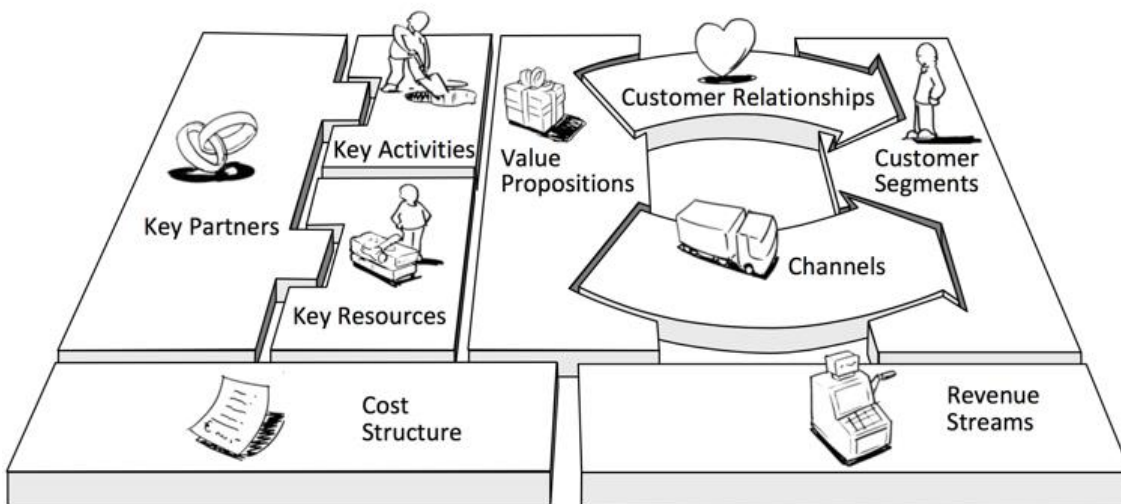 Key Partners
Key Activities
Key Resources
Value
Propositions
Customer Relationships
Channels
Customer
Segments
Cost
Structure
Revenue
Streams